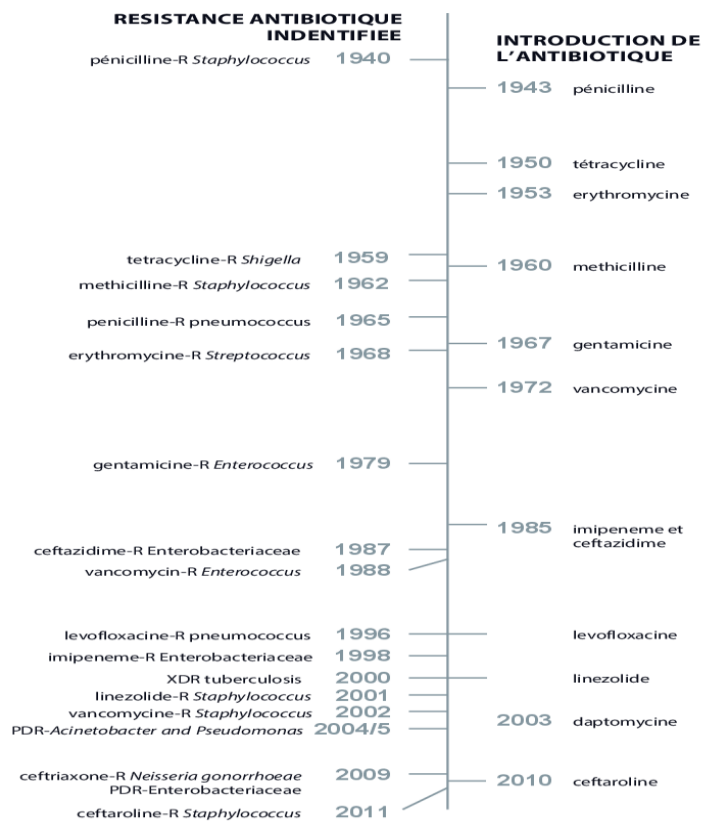 RESISTANCE ANTIBIOTIQUE
INDENTIFIEE
INTRODUCTION DE
L'ANTIBIOTIQUE
pénicilline-R Staphylococcus 1940
1943 pénicilline
1950 tétracycline
1953 erythromycine
tetracycline-R Shigella 1959
1960 methicilline
methicilline-R Staphylococcus 1962
penicilline-R pneumococcus 1965
1967 gentamicine
erythromycine-R Streptococcus 1968
1972 vancomycine
gentamicine-R Enterococcus 1979
1985 imipeneme et
ceftazidime
ceftazidime-R Enterobacteriaceae 1987
vancomycin-R Enterococcus 1988
levofloxacine-R pneumococcus 1996 levofloxacine
imipeneme-R Enterobacteriaceae 1998
XDR tuberculosis 2000 linezolide
linezolide-R Staphylococcus 2001
vancomycine-R Staphylococcus 2002
2003 daptomycine
PDR-Acinetobacter and Pseudomonas 2004/5
ceftriaxone-R Neisseria gonorrhoeae 2009
PDR-Enterobacteriaceae
2010 ceftaroline
ceftaroline-R Staphylococcus 2011